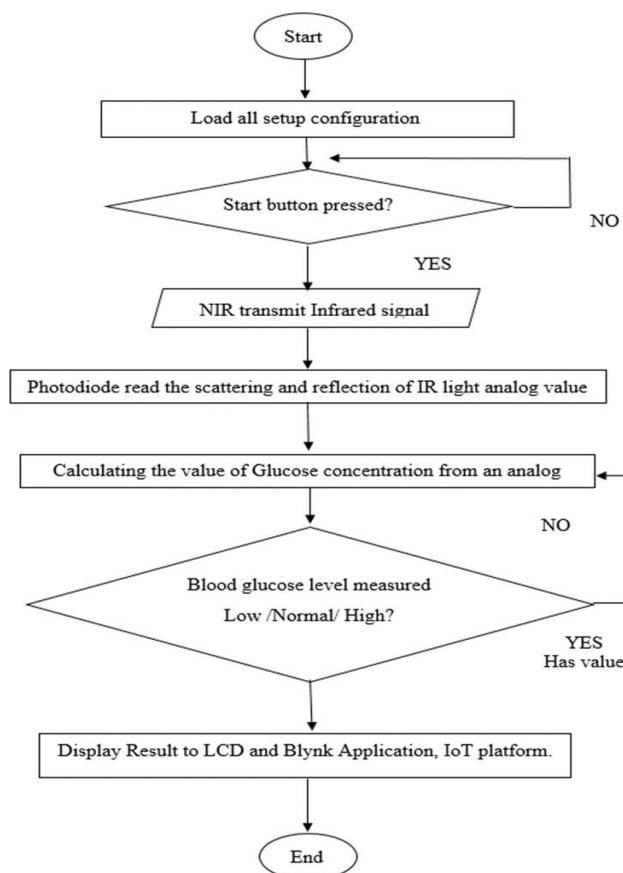 Start
Load all setup configuration
Start button pressed?
NO
YES
NIR transmit Infrared signal
Photodiode read the scattering and reflection of IR light analog value
Calculating the value of Glucose concentration from an analog
NO
Blood glucose level measured
Low /Normal/ High?
YES
Has value
Display Result to LCD and Blynk Application, IoT platform.
End